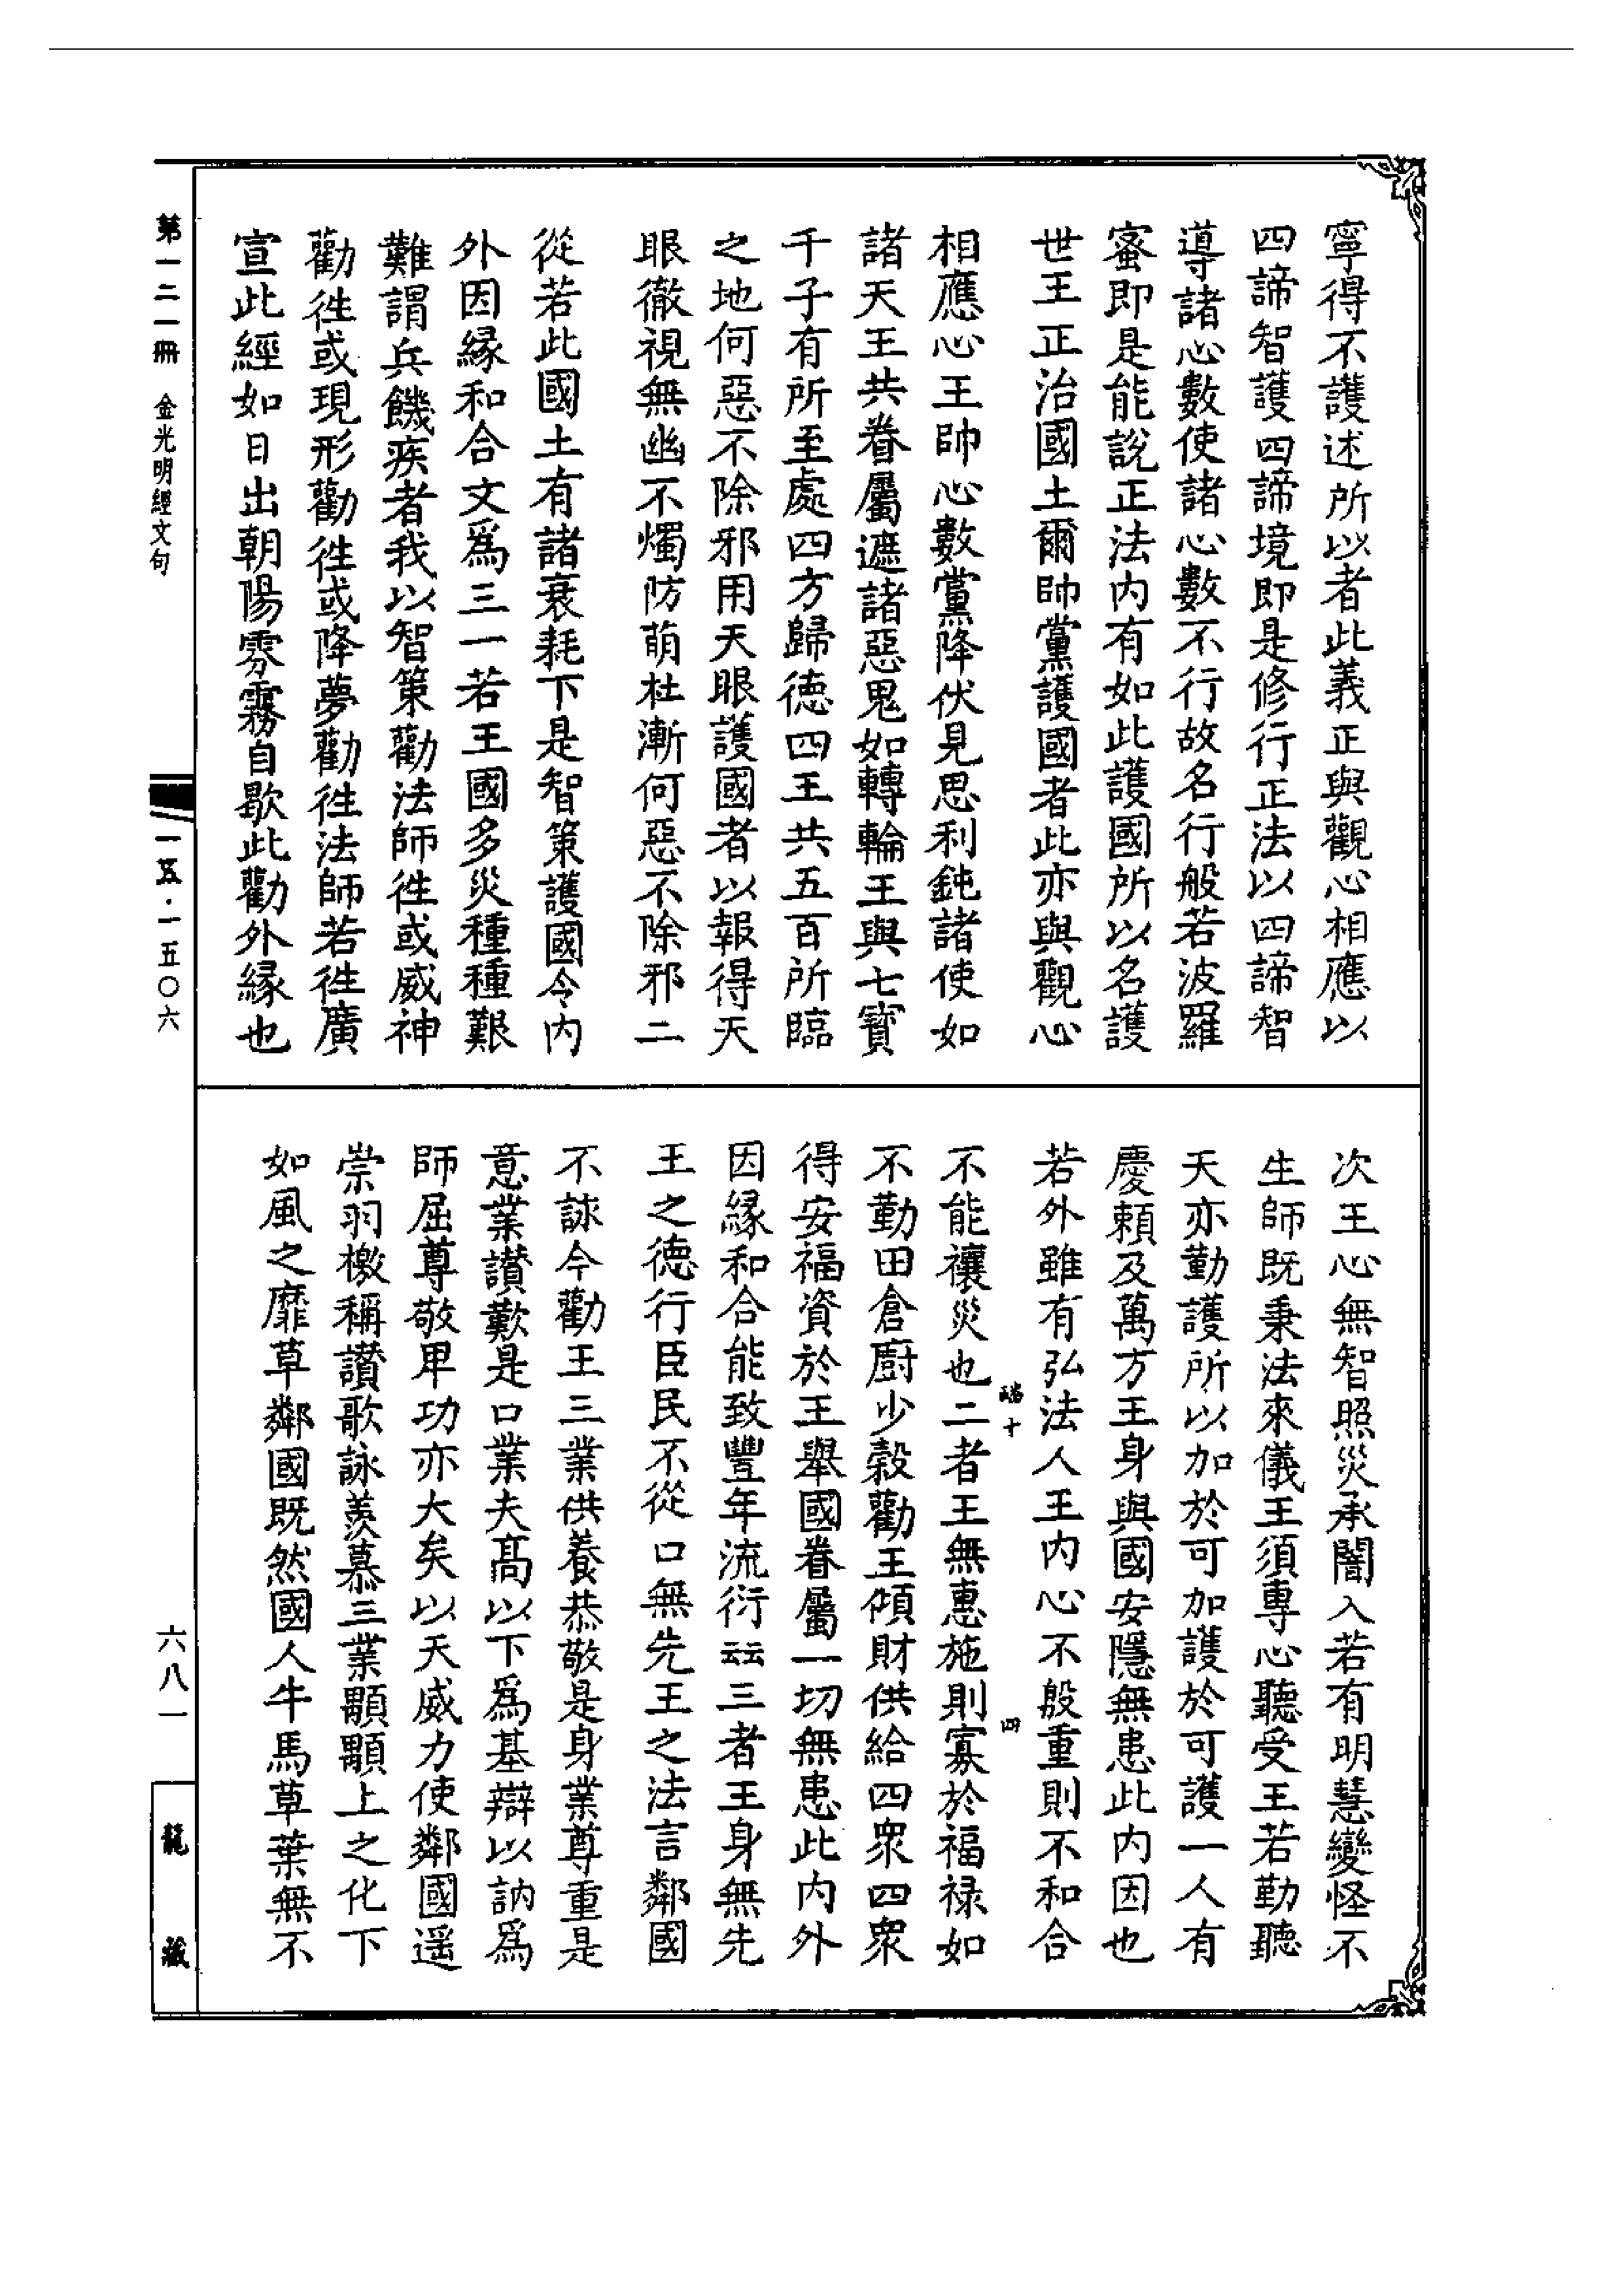 寧得不護述所以者此義正與觀心相應以
四諦智護四諦境即是修行正法以四諦智
導諸心數使諸心數不行故名行般若波羅
蜜即是能說正法內有如此護國所以名護
世王正治國土爾帥黨護國者此亦與觀心
相應心王帥心數黨降伏見思利鈍諸使如
諸天王共眷屬遮諸惡鬼如轉輪王與七寳
千子有所至處四方歸德四王共五百所臨
之地何惡不除邪用天眼護國者以報得天
眼徹視無幽不燭防萌杜漸何惡不除邪二
從若此國土有諸衰耗下是智策護國令內
外因緣和合文為三一若王國多災種種艱
難謂兵饑疾者我以智策勸法師徃或威神
勸徃或現形勸徃或降夢勸徃法師若徃廣
宣此經如日出朝陽雰霧自歇此勸外緣也
次王心無智照災承闇入若有明慧變怪不
生師既秉法來儀王須專心聽受王若勤聽
天亦勤護所以加於可加護於可護一人有
慶賴及萬方王身與國安隱無患此內因也
若外雖有弘法人王內心不殷重則不和合
瑞十
四
不能禳災也二者王無惠施則寡於福祿如
不勤田倉廚少穀勸王傾財供給四衆四衆
得安福資於王舉國眷屬一切無患此內外
因緣和合能致豐年流衍云云三者王身無先
王之德行臣民不從口無先王之法言鄰國
不詠今勸王三業供養恭敬是身業尊重是
意業讃歎是口業夫高以下為基辯以訥為
師屈尊敬卑功亦大矣以天威力使鄰國遥
崇羽檄稱讃歌詠羨慕三業顒顒上之化下
如風之靡草鄰國既然國人牛馬草葉無不
第一二一冊 金光明經文句
一五·一五〇六
六八一
龍藏